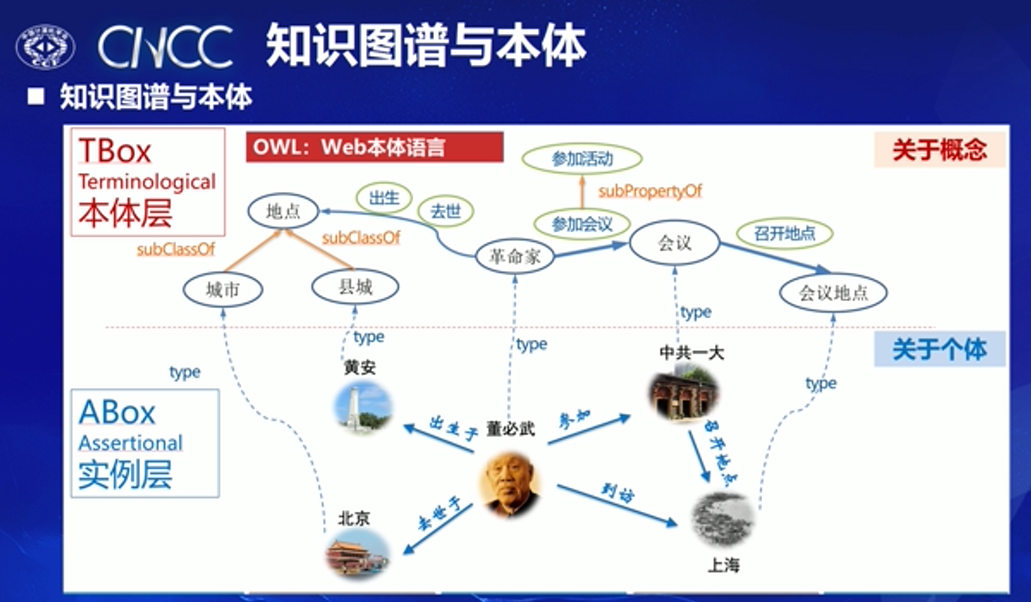 CNCC
知识图谱与本体
CCF
■ 知识图谱与本体
TBox
Terminological
本体层
OWL：Web本体语言
关于概念
参加活动
subPropertyOf
出生
去世
参加会议
地点
subClassOf
subClassOf
革命家
会议
召开地点
城市
县城
会议地点
type
type
type
type
type
关于个体
黄安
中共一大
ABox
Assertional
实例层
出生于
董必武
参加
召开地点
到访
去世于
北京
上海